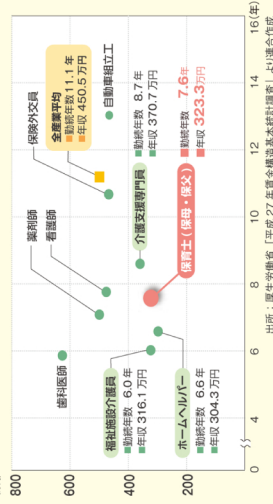 800
600
400
200
0
4
6
8
10
12
14
16(年)
歯科医師
薬剤師
看護師
保険外交員
全産業平均
勤続年数 11.1 年
年収 450.5 万円
自動車組立工
福祉施設介護員
勤続年数 6.0 年
年収 316.1 万円
ホームヘルパー
勤続年数 6.6 年
年収 304.3 万円
介護支援専門員
勤続年数 8.7 年
年収 370.7 万円
保育士(保母・保父)
勤続年数 7.6年
年収 323.3万円
出所:厚生労働省「平成 27 年賃金構造基本統計調査」より連合作成